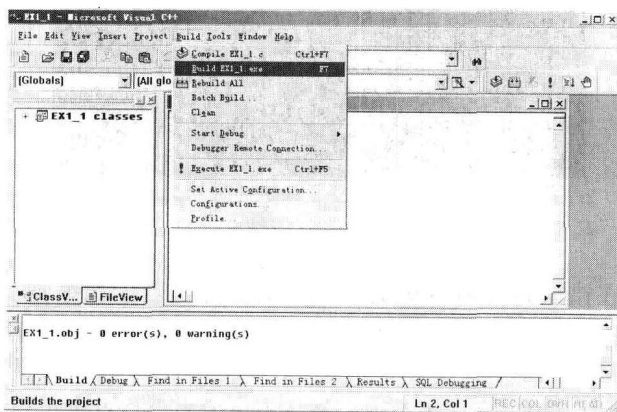 EX1_1 - Microsoft Visual C++
File Edit View Insert Project Build Tools Window Help
Compile EX1_1.c Ctrl+F7
Build EX1_1.exe F7
[Globals] [All glo
Rebuild All
Batch Build...
Clean
EX1_1 classes
Start Debug
Debugger Remote Connection...
Execute EX1_1.exe Ctrl+F5
Set Active Configuration...
Configurations...
Profile...
ClassV... FileView
EX1_1.obj - 0 error(s), 0 warning(s)
Build Debug Find in Files 1 Find in Files 2 Results SQL Debugging
Builds the project Ln 2, Col 1 REC COL OVR READ